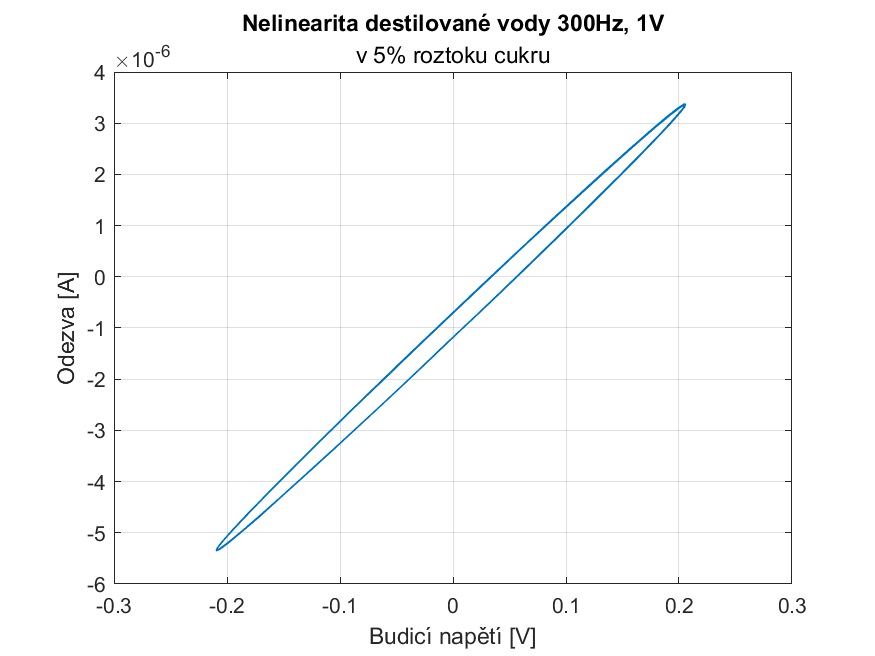 Nelinearita destilované vody 300Hz, 1V
v 5% roztoku cukru
×10⁻⁶
4
3
2
1
0
-1
-2
-3
-4
-5
-6
Odezva [A]
-0.3 -0.2 -0.1 0 0.1 0.2 0.3
Budicí napětí [V]